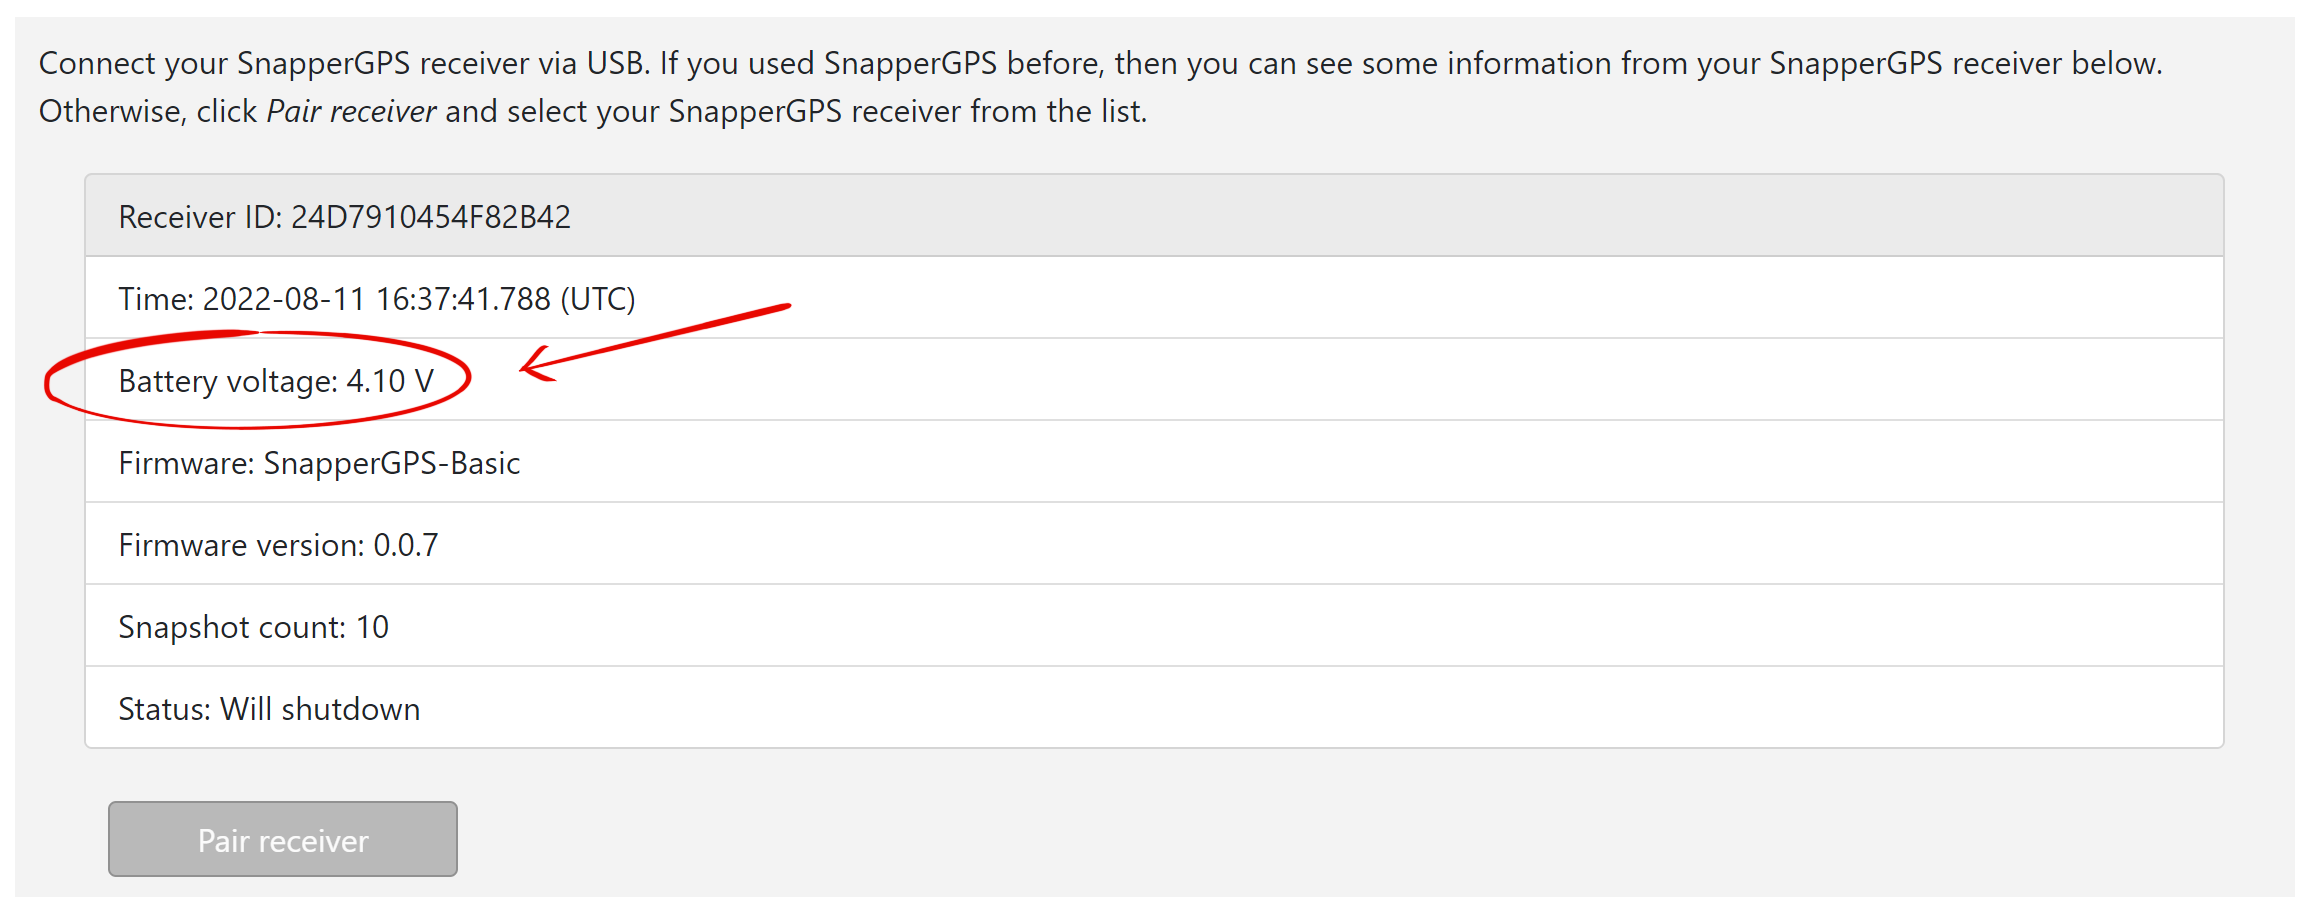 Connect your SnapperGPS receiver via USB. If you used SnapperGPS before, then you can see some information from your SnapperGPS receiver below.
Otherwise, click Pair receiver and select your SnapperGPS receiver from the list.
Receiver ID: 24D7910454F82B42
Time: 2022-08-11 16:37:41.788 (UTC)
Battery voltage: 4.10 V
Firmware: SnapperGPS-Basic
Firmware version: 0.0.7
Snapshot count: 10
Status: Will shutdown
Pair receiver